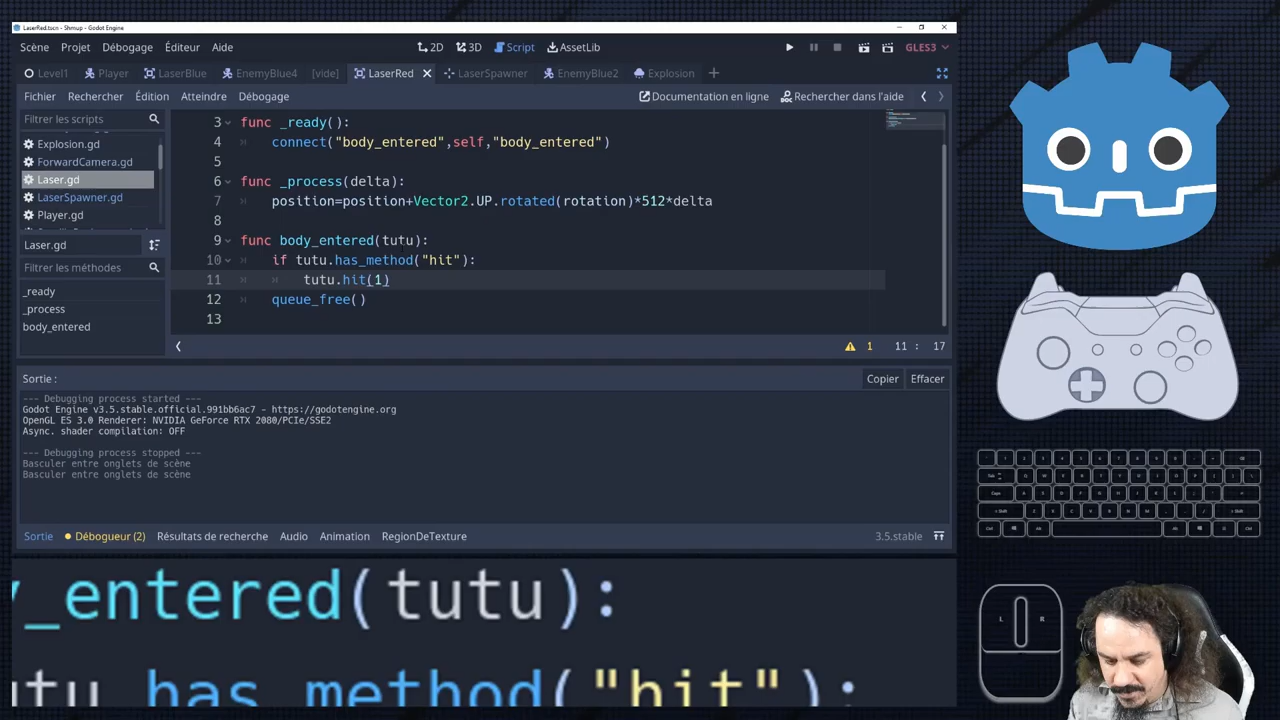 LaserRed.tscn - Shmup - Godot Engine
Scène Projet Débogage Éditeur Aide
2D 3D Script AssetLib
GLES3
Level1 Player LaserBlue EnemyBlue4 [vide] LaserRed LaserSpawner EnemyBlue2 Explosion
Fichier Rechercher Édition Atteindre Débogage
Documentation en ligne Rechercher dans l'aide
Filtrer les scripts
Explosion.gd
ForwardCamera.gd
Laser.gd
LaserSpawner.gd
Player.gd
Laser.gd
Filtrer les méthodes
_ready
_process
body_entered
3 func _ready():
4 connect("body_entered",self,"body_entered")
5
6 func _process(delta):
7 position=position+Vector2.UP.rotated(rotation)*512*delta
8
9 func body_entered(tutu):
10 if tutu.has_method("hit"):
11 tutu.hit(1)
12 queue_free()
13
1 11 : 17
Sortie :
Copier Effacer
--- Debugging process started ---
Godot Engine v3.5.stable.official.991bb6ac7 - https://godotengine.org
OpenGL ES 3.0 Renderer: NVIDIA GeForce RTX 2080/PCIe/SSE2
Async. shader compilation: OFF
--- Debugging process stopped ---
Basculer entre onglets de scène
Basculer entre onglets de scène
Sortie Débogueur (2) Résultats de recherche Audio Animation RegionDeTexture
3.5.stable
y_entered(tutu):
utu.has_method("hit"):
L R